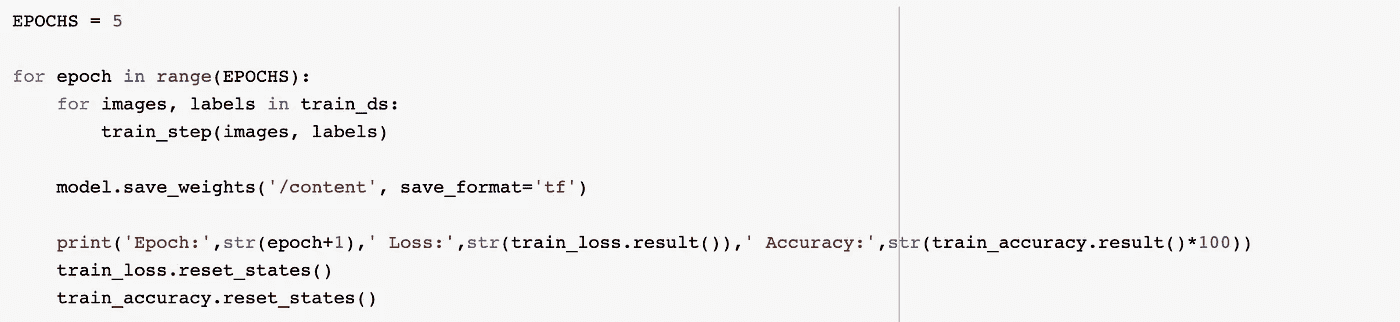 EPOCHS = 5
for epoch in range(EPOCHS):
    for images, labels in train_ds:
        train_step(images, labels)
    model.save_weights('/content', save_format='tf')
    print('Epoch:',str(epoch+1),' Loss:',str(train_loss.result()),' Accuracy:',str(train_accuracy.result()*100))
    train_loss.reset_states()
    train_accuracy.reset_states()